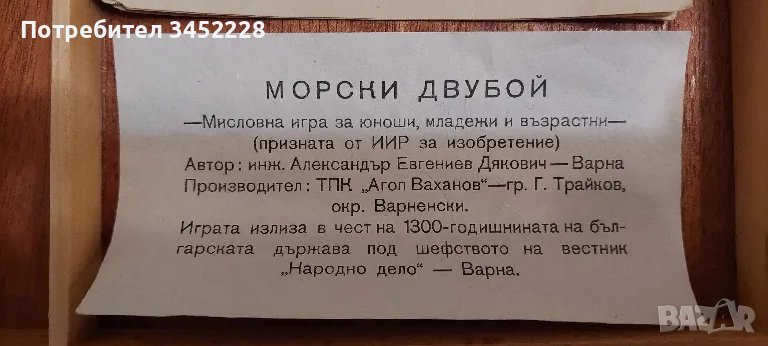 Потребител 3452228
МОРСКИ ДВУБОЙ
—Мисловна игра за юноши, младежи и възрастни—
(призната от ИИР за изобретение)
Автор: инж. Александър Евгениев Дякович — Варна
Производител: ТПК „Агоп Ваханов“—гр. Г. Трайков,
окр. Варненски.
Играта излиза в чест на 1300-годишнината на бъл-
гарската държава под шефството на вестник
„Народно дело“ — Варна.
BAZAR